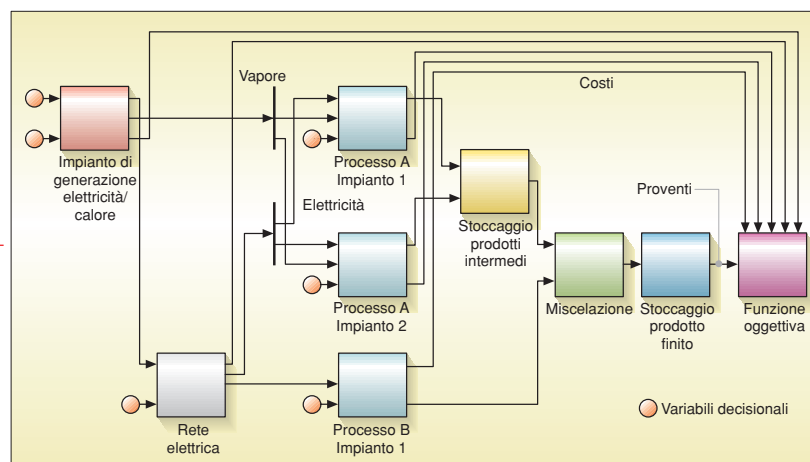 Vapore
Costi
Impianto di
generazione
elettricità/
calore
Processo A
Impianto 1
Elettricità
Stoccaggio
prodotti
intermedi
Proventi
Processo A
Impianto 2
Miscelazione
Stoccaggio
prodotto
finito
Funzione
oggettiva
Rete
elettrica
Processo B
Impianto 1
Variabili decisionali